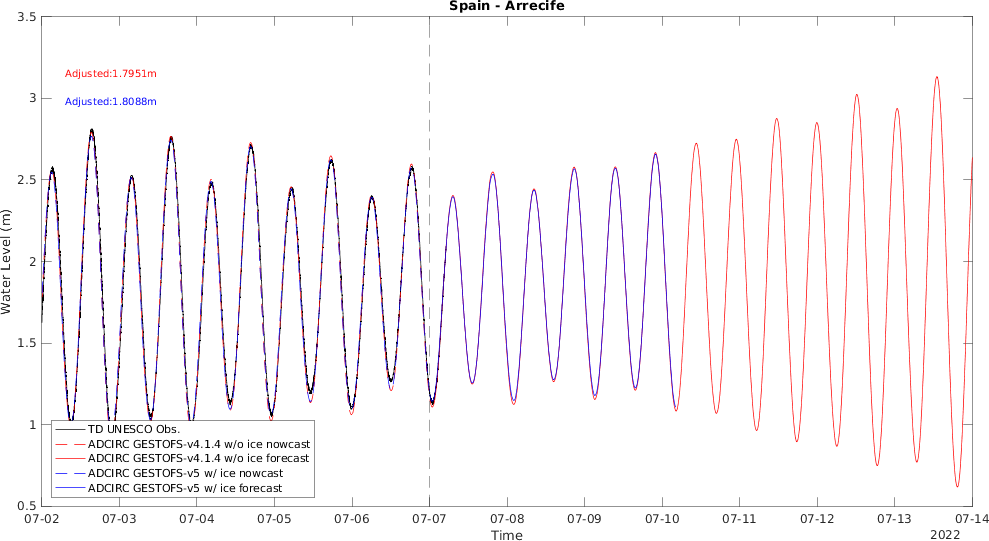 Spain - Arrecife
3.5
Adjusted:1.7951m
3
Adjusted:1.8088m
2.5
2
Water Level (m)
1.5
1
TD UNESCO Obs.
ADCIRC GESTOFS-v4.1.4 w/o ice nowcast
ADCIRC GESTOFS-v4.1.4 w/o ice forecast
ADCIRC GESTOFS-v5 w/ ice nowcast
ADCIRC GESTOFS-v5 w/ ice forecast
0.5
07-02 07-03 07-04 07-05 07-06 07-07 07-08 07-09 07-10 07-11 07-12 07-13 07-14
Time
2022